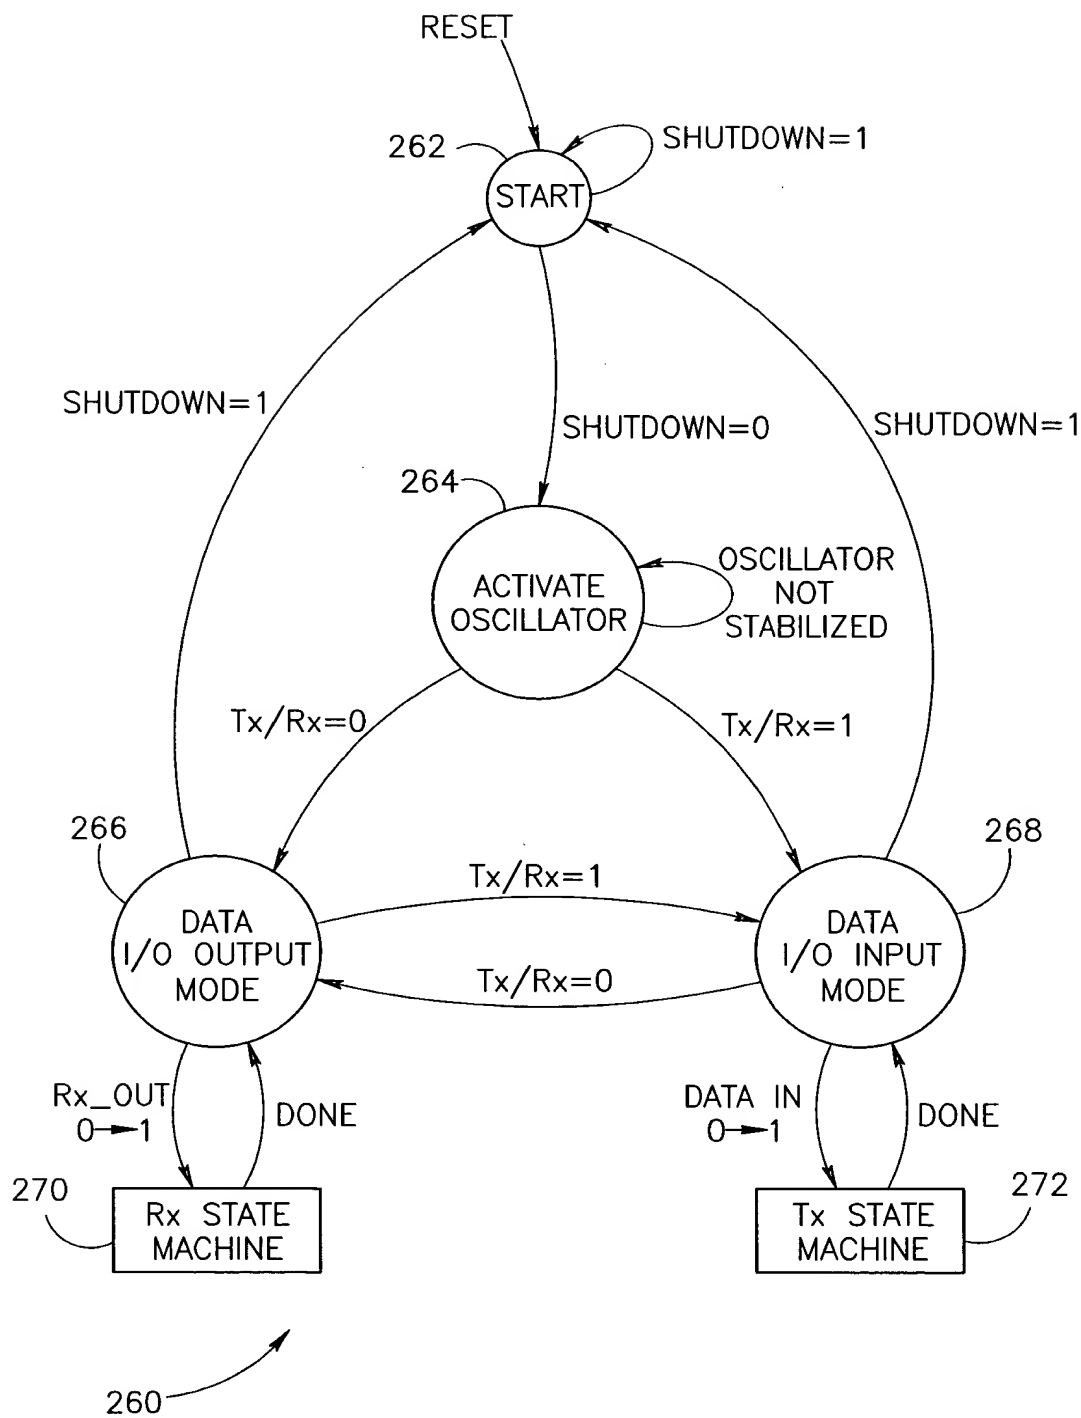 RESET
262
SHUTDOWN=1
START
SHUTDOWN=1
SHUTDOWN=0
SHUTDOWN=1
264
ACTIVATE
OSCILLATOR
OSCILLATOR
NOT
STABILIZED
Tx/Rx=0
Tx/Rx=1
266
268
Tx/Rx=1
DATA
I/O OUTPUT
MODE
DATA
I/O INPUT
MODE
Tx/Rx=0
Rx_OUT
0→1
DONE
DATA IN
0→1
DONE
270
Rx STATE
MACHINE
Tx STATE
MACHINE
272
260